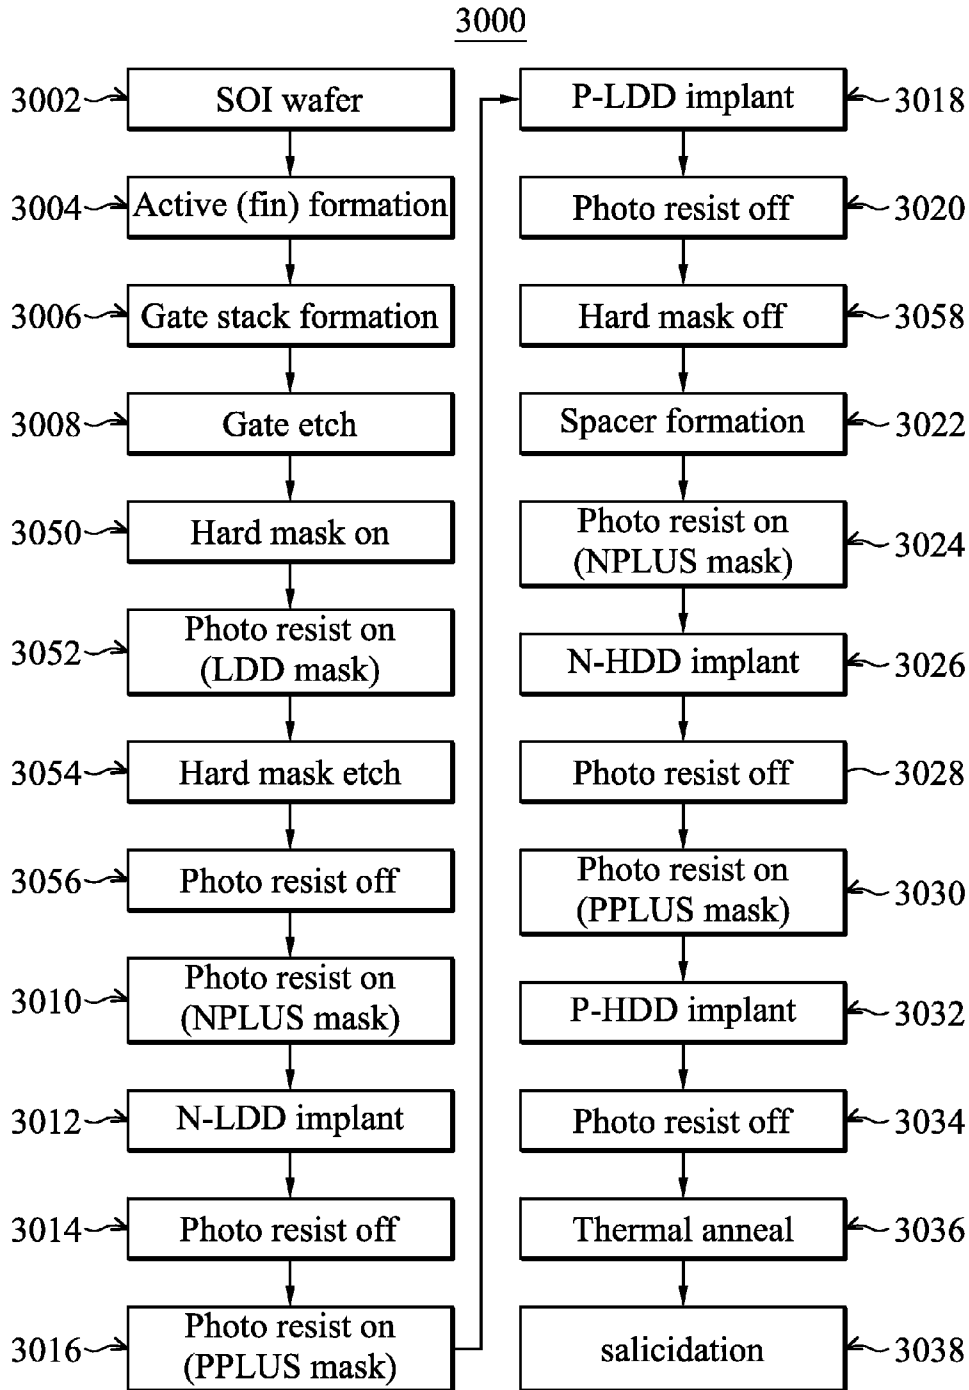 3000
3002
SOI wafer
3004
Active (fin) formation
3006
Gate stack formation
3008
Gate etch
3050
Hard mask on
3052
Photo resist on
(LDD mask)
3054
Hard mask etch
3056
Photo resist off
3010
Photo resist on
(NPLUS mask)
3012
N-LDD implant
3014
Photo resist off
3016
Photo resist on
(PPLUS mask)
P-LDD implant
3018
Photo resist off
3020
Hard mask off
3058
Spacer formation
3022
Photo resist on
(NPLUS mask)
3024
N-HDD implant
3026
Photo resist off
3028
Photo resist on
(PPLUS mask)
3030
P-HDD implant
3032
Photo resist off
3034
Thermal anneal
3036
salicidation
3038